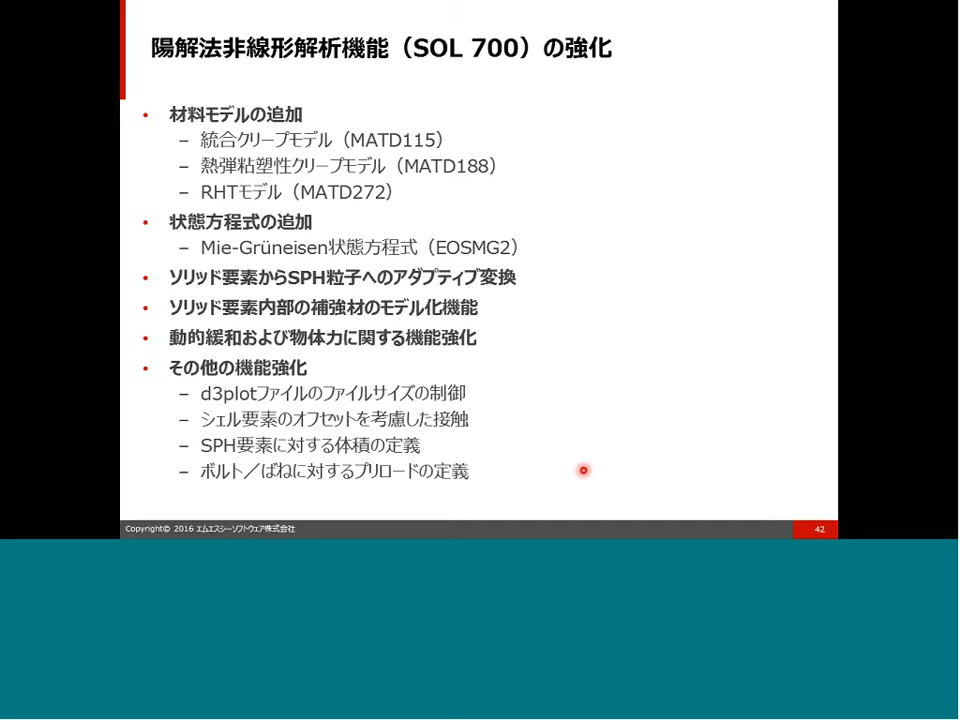 陽解法非線形解析機能（SOL 700）の強化
• 材料モデルの追加
– 統合クリープモデル（MATD115）
– 熱弾粘塑性クリープモデル（MATD188）
– RHTモデル（MATD272）
• 状態方程式の追加
– Mie-Grüneisen状態方程式（EOSMG2）
• ソリッド要素からSPH粒子へのアダプティブ変換
• ソリッド要素内部の補強材のモデル化機能
• 動的緩和および物体力に関する機能強化
• その他の機能強化
– d3plotファイルのファイルサイズの制御
– シェル要素のオフセットを考慮した接触
– SPH要素に対する体積の定義
– ボルト／ばねに対するプリロードの定義
Copyright© 2016 エムエスシーソフトウェア株式会社
42